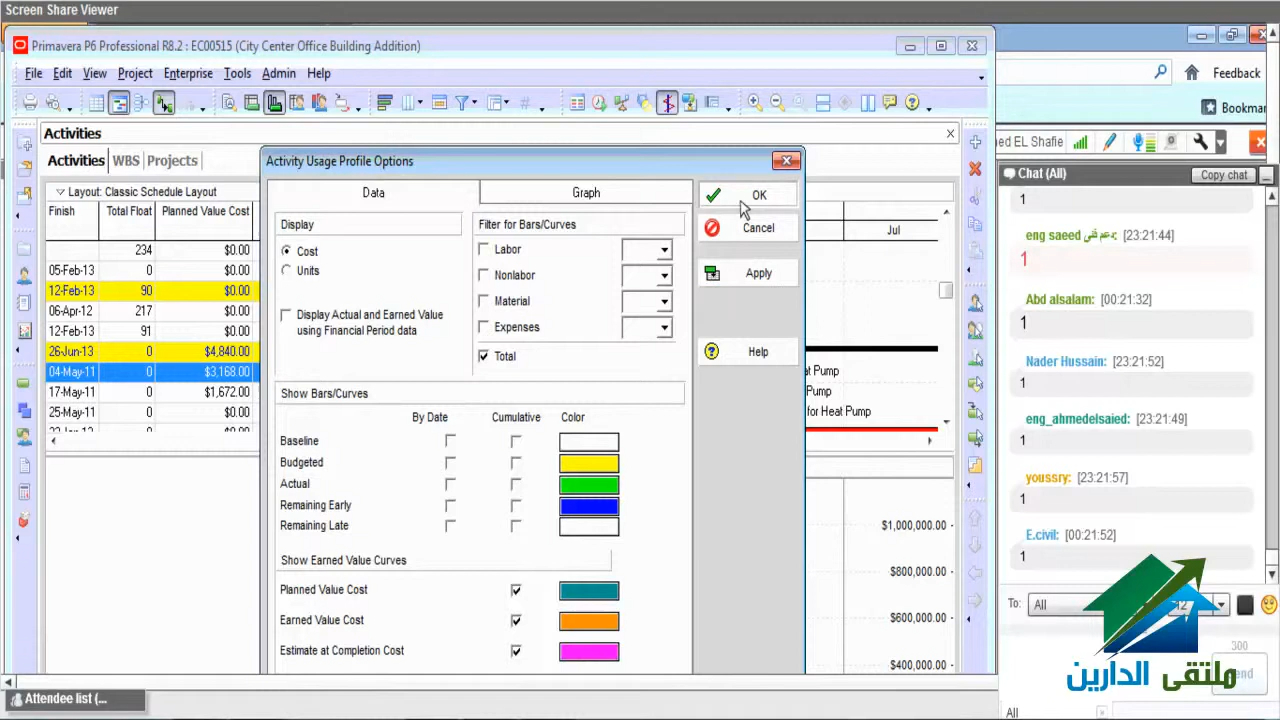 Screen Share Viewer
Primavera P6 Professional R8.2 : EC00515 (City Center Office Building Addition)
File Edit View Project Enterprise Tools Admin Help
Feedback
Bookmar
Activities
ed EL Shafie
Activities WBS Projects
Layout: Classic Schedule Layout
Finish Total Float Planned Value Cost
234 $0.00
05-Feb-13 0 $0.00
12-Feb-13 90 $0.00
06-Apr-12 217 $0.00
12-Feb-13 91 $0.00
26-Jun-13 0 $4,840.00
04-May-11 0 $3,168.00
17-May-11 0 $1,672.00
25-May-11 0 $0.00
Activity Usage Profile Options
Data Graph
Display
Cost
Units
Display Actual and Earned Value
using Financial Period data
Filter for Bars/Curves
Labor
Nonlabor
Material
Expenses
Total
Show Bars/Curves
By Date Cumulative Color
Baseline
Budgeted
Actual
Remaining Early
Remaining Late
Show Earned Value Curves
Planned Value Cost
Earned Value Cost
Estimate at Completion Cost
OK
Cancel
Apply
Help
Jul
at Pump
Pump
for Heat Pump
$1,000,000.00
$800,000.00
$600,000.00
$400,000.00
Chat (All) Copy chat
1
eng saeed دعم فنى: [23:21:44]
1
Abd alsalam: [00:21:32]
1
Nader Hussain: [23:21:52]
1
eng_ahmedelsaied: [23:21:49]
1
youssry: [23:21:57]
1
E.civil: [00:21:52]
1
To: All 12
300
end
All
Attendee list (...
ملتقى الدارين